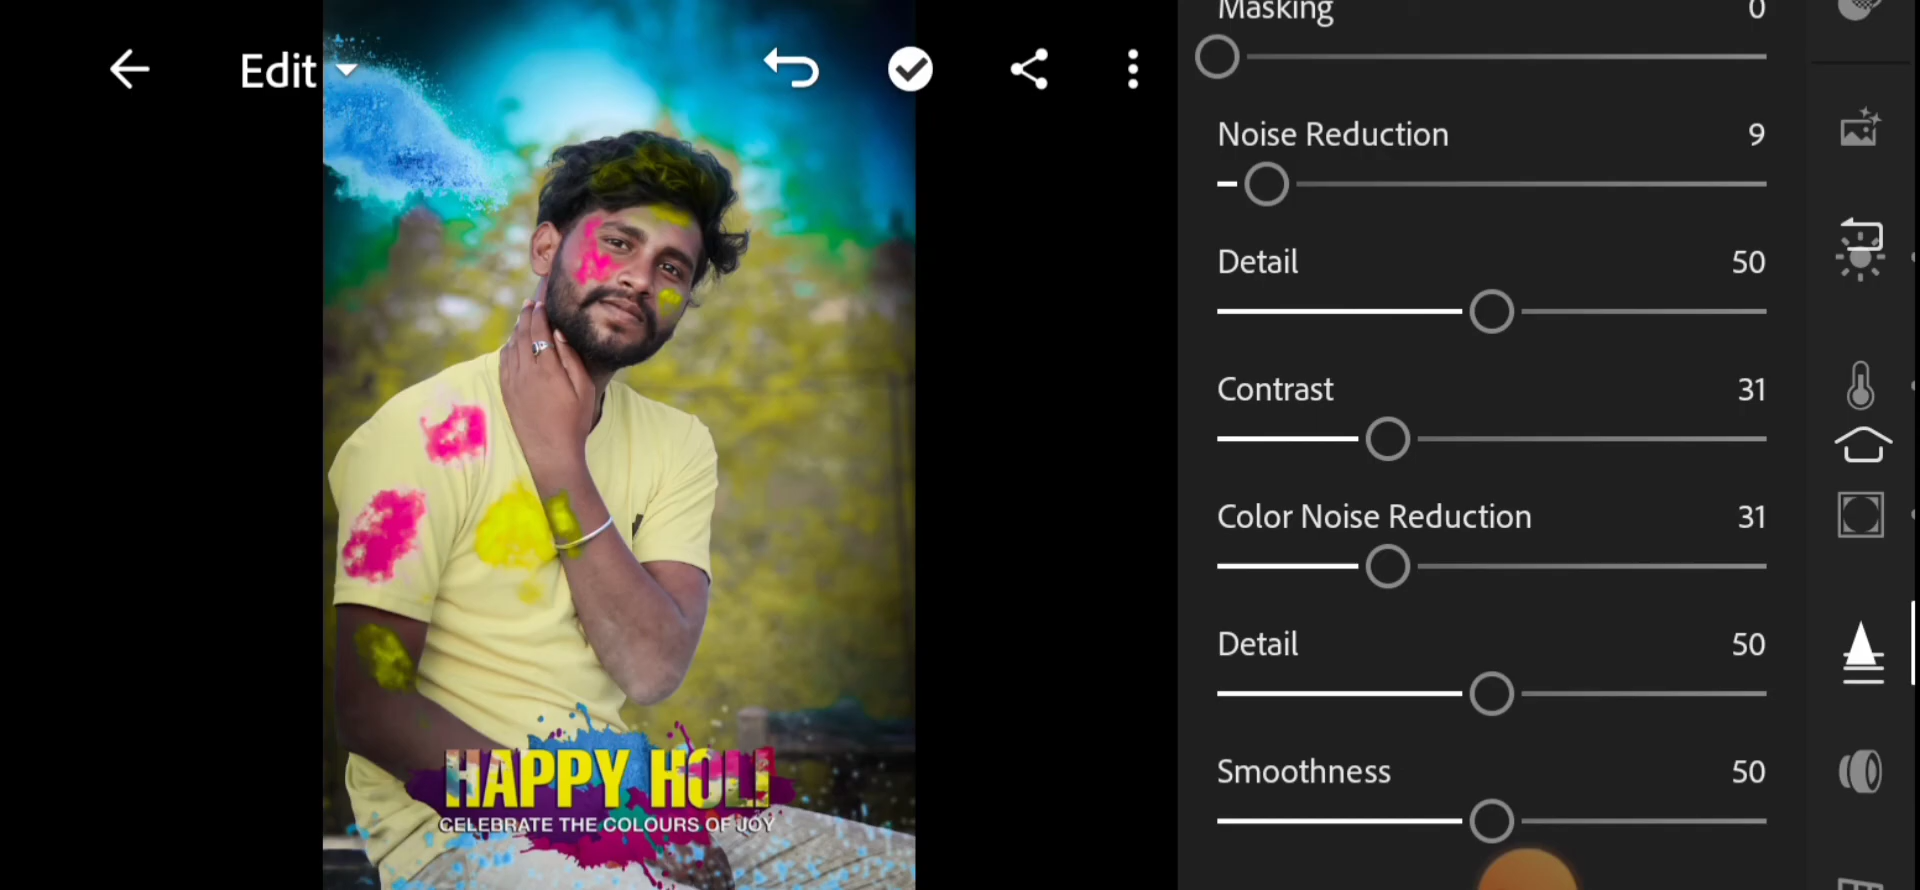 Edit
HAPPY HOLI
CELEBRATE THE COLOURS OF JOY
Masking 0
Noise Reduction 9
Detail 50
Contrast 31
Color Noise Reduction 31
Detail 50
Smoothness 50